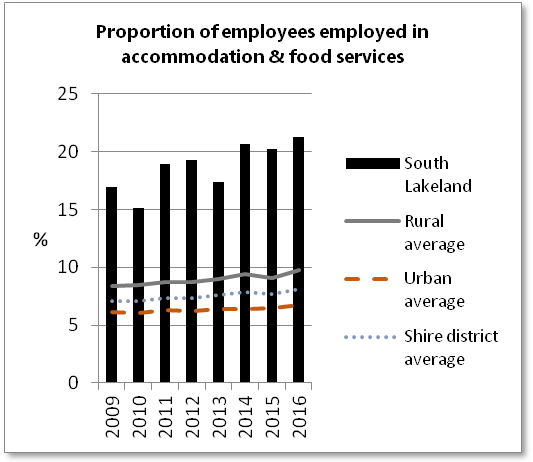 Proportion of employees employed in
accommodation & food services
25
20
15
10
5
0
%
2009
2010
2011
2012
2013
2014
2015
2016
South
Lakeland
Rural
average
Urban
average
Shire district
average